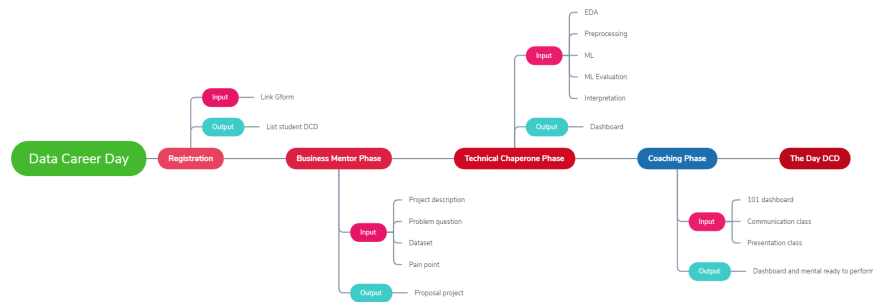 Data Career Day
Registration
Input
Link Gform
Output
List student DCD
Business Mentor Phase
Input
Project description
Problem question
Dataset
Pain point
Output
Proposal project
Technical Chaperone Phase
Input
EDA
Preprocessing
ML
ML Evaluation
Interpretation
Output
Dashboard
Coaching Phase
Input
101 dashboard
Communication class
Presentation class
Output
Dashboard and mental ready to perform
The Day DCD